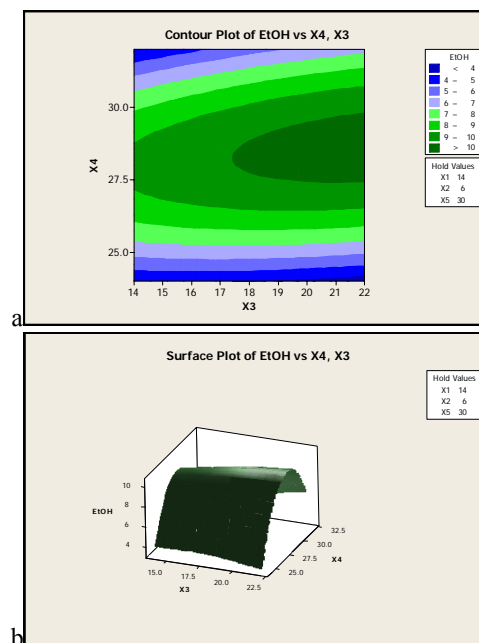 Contour Plot of EtOH vs X4, X3
EtOH
< 4
4 – 5
5 – 6
6 – 7
7 – 8
8 – 9
9 – 10
> 10
Hold Values
X1 14
X2 6
X5 30
30.0
27.5
25.0
X4
14 15 16 17 18 19 20 21 22
X3
a
Surface Plot of EtOH vs X4, X3
Hold Values
X1 14
X2 6
X5 30
10
8
6
4
EtOH
15.0 17.5 20.0 22.5
X3
25.0 27.5 30.0 32.5
X4
b